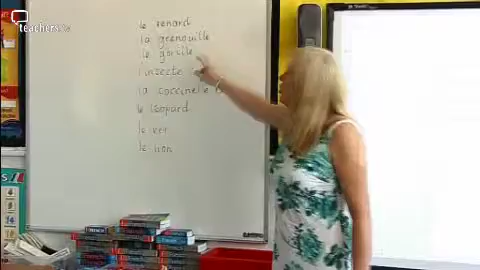 teachers.tv
le renard
la grenouille
le gorille
l'insecte
la coccinelle
le léopard
le ver
le lion